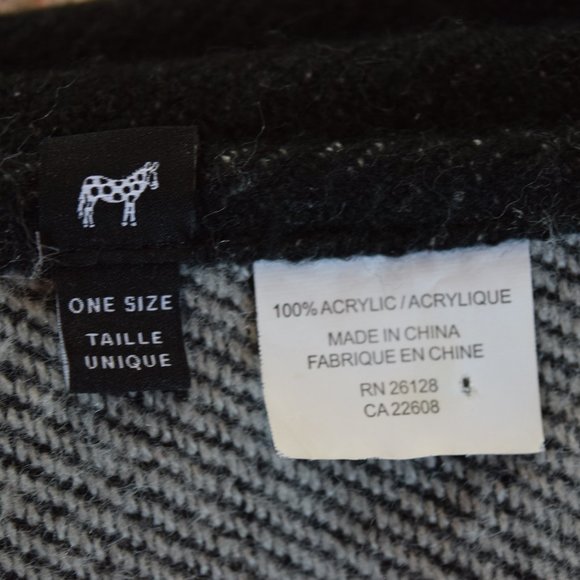 ONE SIZE
TAILLE
UNIQUE
100% ACRYLIC / ACRYLIQUE
MADE IN CHINA
FABRIQUE EN CHINE
RN 26128
CA 22608